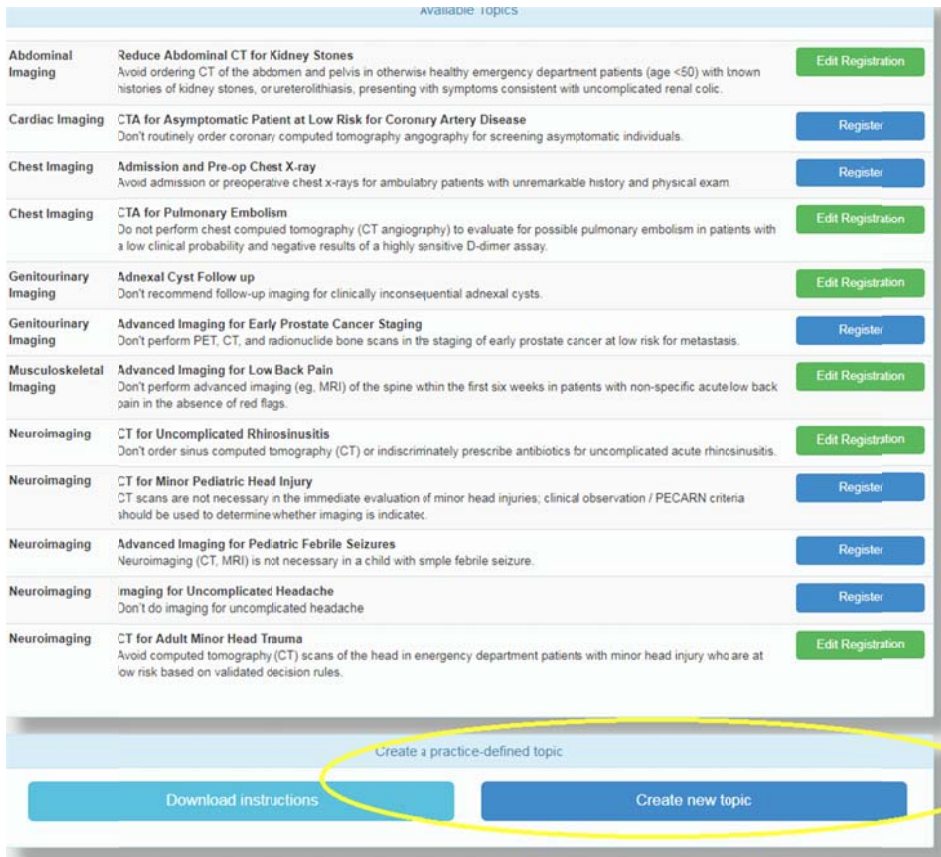 Available Topics
Abdominal Imaging
Reduce Abdominal CT for Kidney Stones
Avoid ordering CT of the abdomen and pelvis in otherwise healthy emergency department patients (age <50) with known
histories of kidney stones, or ureterolithiasis, presenting with symptoms consistent with uncomplicated renal colic.
Edit Registration
Cardiac Imaging
CTA for Asymptomatic Patient at Low Risk for Coronary Artery Disease
Don't routinely order coronary computed tomography angography for screening asymptomatic individuals.
Register
Chest Imaging
Admission and Pre-op Chest X-ray
Avoid admission or preoperative chest x-rays for ambulatory patients with unremarkable history and physical exam
Register
Chest Imaging
CTA for Pulmonary Embolism
Do not perform chest computed tomography (CT angiography) to evaluate for possible pulmonary embolism in patients with
a low clinical probability and negative results of a highly sensitive D-dimer assay.
Edit Registration
Genitourinary
Imaging
Adnexal Cyst Follow up
Don't recommend follow-up imaging for clinically inconsequential adnexal cysts.
Edit Registration
Genitourinary
Imaging
Advanced Imaging for Early Prostate Cancer Staging
Don't perform PET, CT, and radionuclide bone scans in the staging of early prostate cancer at low risk for metastasis.
Register
Musculoskeletal
Imaging
Advanced Imaging for Low Back Pain
Don't perform advanced imaging (eg, MRI) of the spine within the first six weeks in patients with non-specific acute low back
pain in the absence of red flags.
Edit Registration
Neuroimaging
CT for Uncomplicated Rhinosinusitis
Don't order sinus computed tomography (CT) or indiscriminately prescribe antibiotics for uncomplicated acute rhinosinusitis.
Edit Registration
Neuroimaging
CT for Minor Pediatric Head Injury
CT scans are not necessary in the immediate evaluation of minor head injuries; clinical observation / PECARN criteria
should be used to determine whether imaging is indicated.
Register
Neuroimaging
Advanced Imaging for Pediatric Febrile Seizures
Neuroimaging (CT, MRI) is not necessary in a child with simple febrile seizure.
Register
Neuroimaging
Imaging for Uncomplicated Headache
Don't do imaging for uncomplicated headache
Register
Neuroimaging
CT for Adult Minor Head Trauma
Avoid computed tomography (CT) scans of the head in emergency department patients with minor head injury who are at
low risk based on validated decision rules.
Edit Registration
Create a practice-defined topic
Download instructions
Create new topic